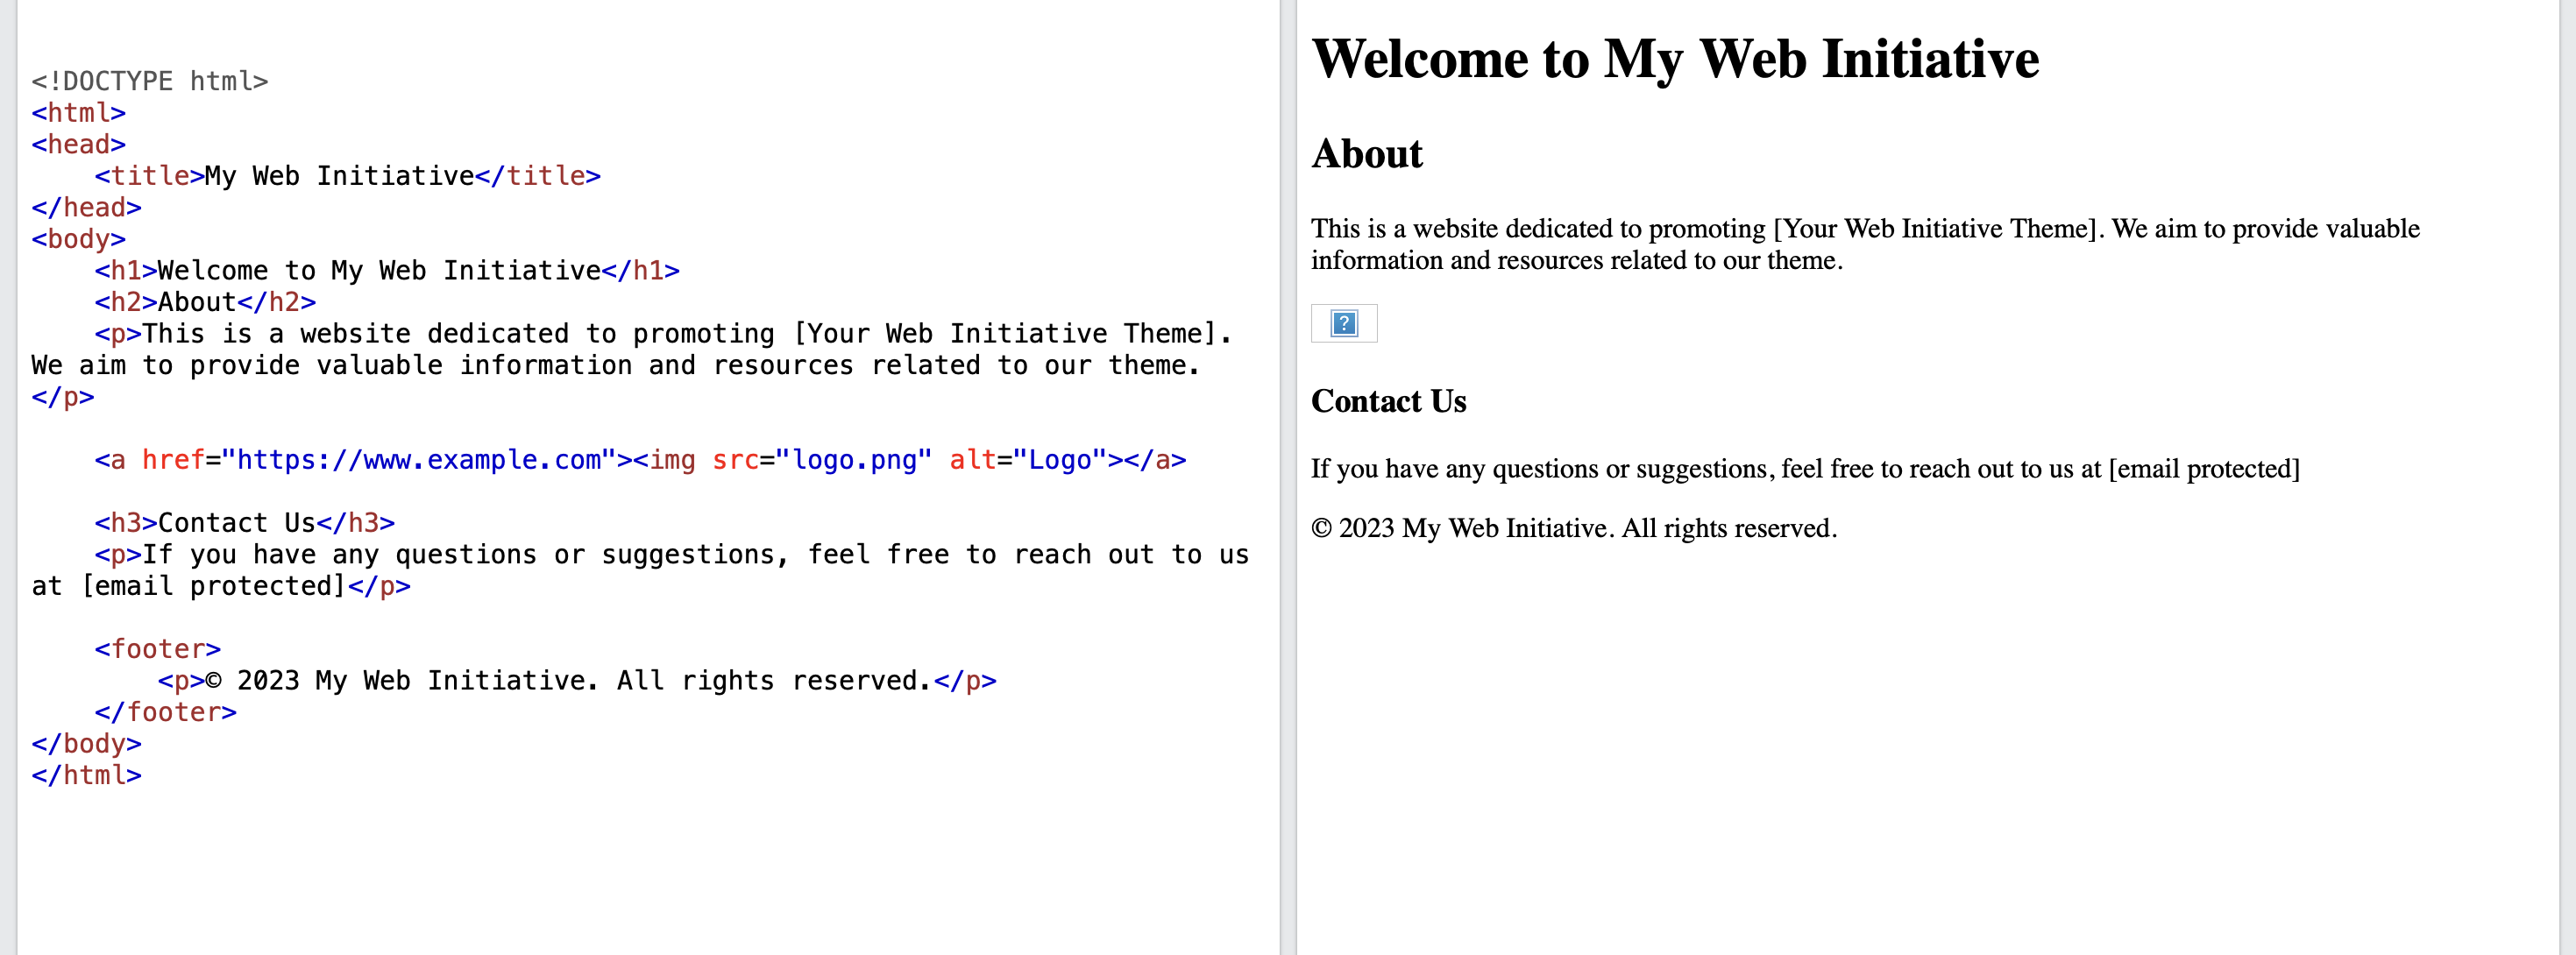 <!DOCTYPE html>
<html>
<head>
    <title>My Web Initiative</title>
</head>
<body>
    <h1>Welcome to My Web Initiative</h1>
    <h2>About</h2>
    <p>This is a website dedicated to promoting [Your Web Initiative Theme].
We aim to provide valuable information and resources related to our theme.
</p>
    <a href="https://www.example.com"><img src="logo.png" alt="Logo"></a>
    <h3>Contact Us</h3>
    <p>If you have any questions or suggestions, feel free to reach out to us
at [email protected]</p>
    <footer>
        <p>© 2023 My Web Initiative. All rights reserved.</p>
    </footer>
</body>
</html>
Welcome to My Web Initiative
About
This is a website dedicated to promoting [Your Web Initiative Theme]. We aim to provide valuable
information and resources related to our theme.
?
Contact Us
If you have any questions or suggestions, feel free to reach out to us at [email protected]
© 2023 My Web Initiative. All rights reserved.